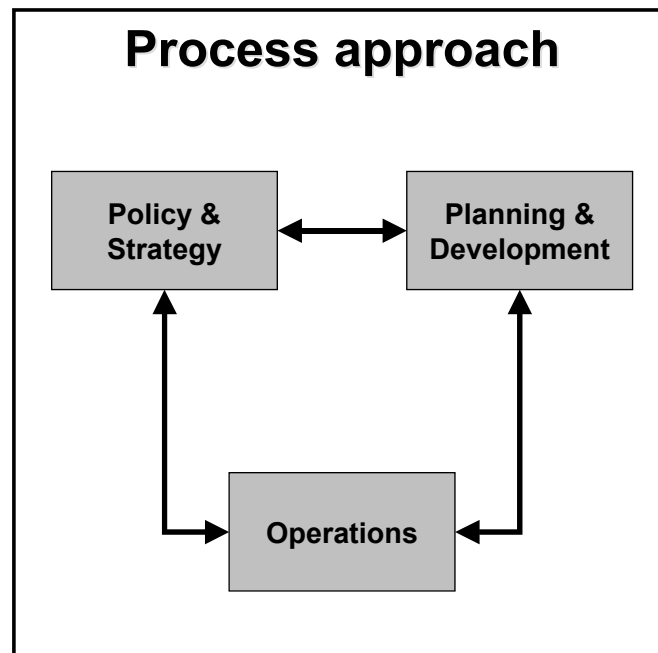 Process approach
Policy &
Strategy
Planning &
Development
Operations